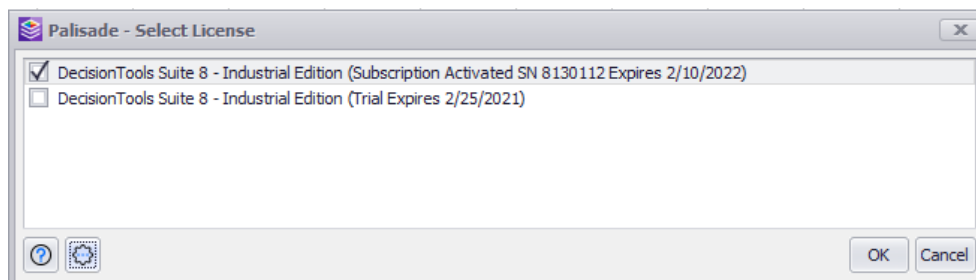 Palisade - Select License
DecisionTools Suite 8 - Industrial Edition (Subscription Activated SN 8130112 Expires 2/10/2022)
DecisionTools Suite 8 - Industrial Edition (Trial Expires 2/25/2021)
OK Cancel